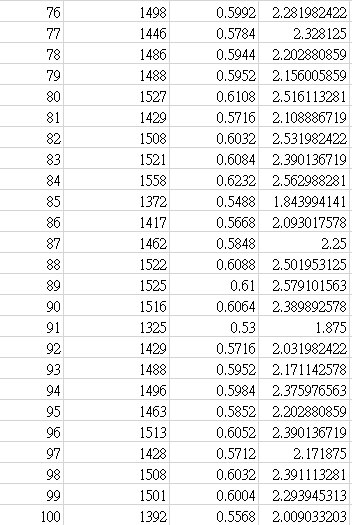 76 1498 0.5992 2.281982422
77 1446 0.5784 2.328125
78 1486 0.5944 2.202880859
79 1488 0.5952 2.156005859
80 1527 0.6108 2.516113281
81 1429 0.5716 2.108886719
82 1508 0.6032 2.531982422
83 1521 0.6084 2.390136719
84 1558 0.6232 2.562988281
85 1372 0.5488 1.843994141
86 1417 0.5668 2.093017578
87 1462 0.5848 2.25
88 1522 0.6088 2.501953125
89 1525 0.61 2.579101563
90 1516 0.6064 2.389892578
91 1325 0.53 1.875
92 1429 0.5716 2.031982422
93 1488 0.5952 2.171142578
94 1496 0.5984 2.375976563
95 1463 0.5852 2.202880859
96 1513 0.6052 2.390136719
97 1428 0.5712 2.171875
98 1508 0.6032 2.391113281
99 1501 0.6004 2.293945313
100 1392 0.5568 2.009033203